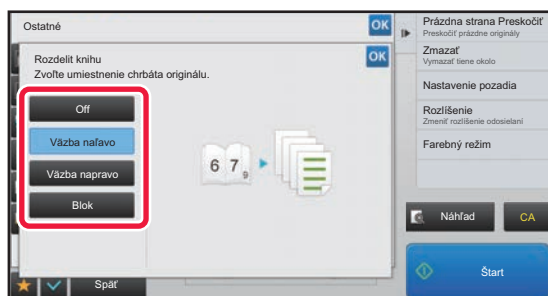 Ostatné
OK
Rozdelit knihu
Zvoľte umiestnenie chrbáta originálu.
OK
Off
Väzba naľavo
Väzba napravo
Blok
6 7
9
Späť
Prázdna strana Preskočiť
Preskočiť prázdne originály
Zmazať
Vymazať tiene okolo
Nastavenie pozadia
Rozlíšenie
Zmeniť rozlíšenie odosielani
Farebný režim
Náhľad
CA
Štart